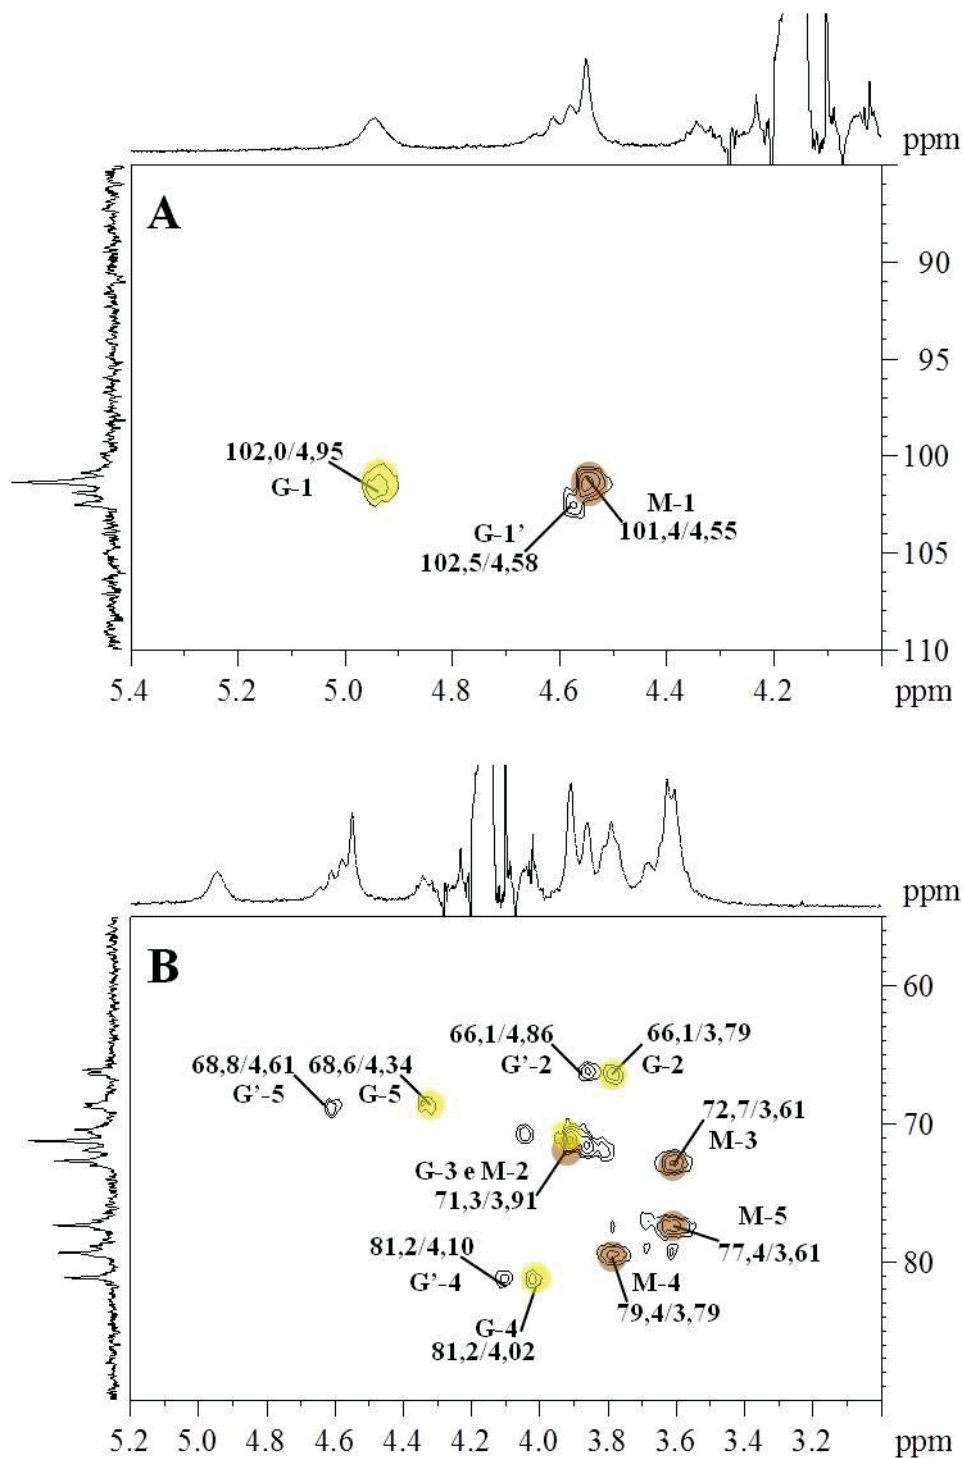 ppm
A
90
95
102,0/4,95
100
G-1
M-1
G-1’
101,4/4,55
102,5/4,58
105
110
5.4 5.2 5.0 4.8 4.6 4.4 4.2 ppm
ppm
B
60
66,1/4,86 66,1/3,79
68,8/4,61 68,6/4,34 G’-2 G-2
G’-5 G-5
70
72,7/3,61
M-3
G-3 e M-2
71,3/3,91
M-5
81,2/4,10 77,4/3,61
80
G’-4 M-4
79,4/3,79
G-4
81,2/4,02
5.2 5.0 4.8 4.6 4.4 4.2 4.0 3.8 3.6 3.4 3.2 ppm